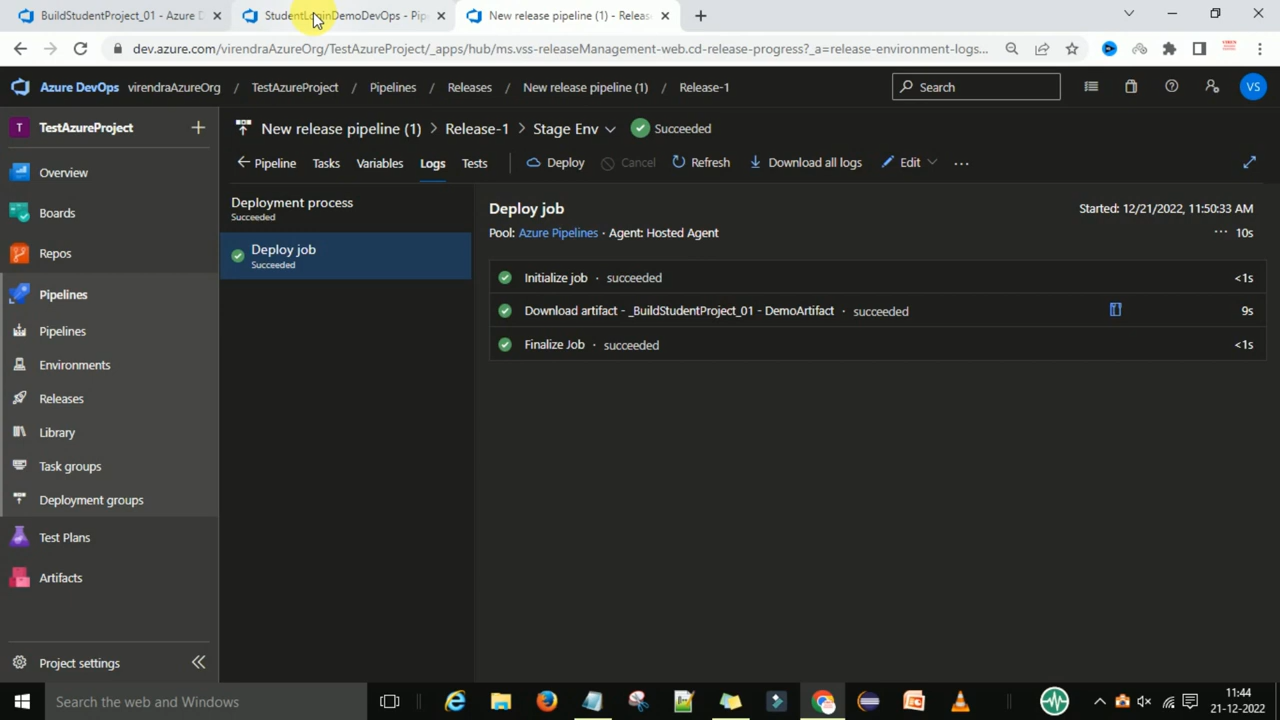 BuildStudentProject_01 - Azure D
StudentLoginDemoDevOps - Pip
New release pipeline (1) - Releas
dev.azure.com/virendraAzureOrg/TestAzureProject/_apps/hub/ms.vss-releaseManagement-web.cd-release-progress?_a=release-environment-logs...
Azure DevOps virendraAzureOrg / TestAzureProject / Pipelines / Releases / New release pipeline (1) / Release-1
Search
VS
T TestAzureProject
Overview
Boards
Repos
Pipelines
Pipelines
Environments
Releases
Library
Task groups
Deployment groups
Test Plans
Artifacts
Project settings
New release pipeline (1) > Release-1 > Stage Env Succeeded
Pipeline Tasks Variables Logs Tests Deploy Cancel Refresh Download all logs Edit ...
Deployment process
Succeeded
Deploy job
Succeeded
Deploy job Started: 12/21/2022, 11:50:33 AM
Pool: Azure Pipelines · Agent: Hosted Agent ... 10s
Initialize job · succeeded <1s
Download artifact - _BuildStudentProject_01 - DemoArtifact · succeeded 9s
Finalize Job · succeeded <1s
Search the web and Windows
11:44
21-12-2022